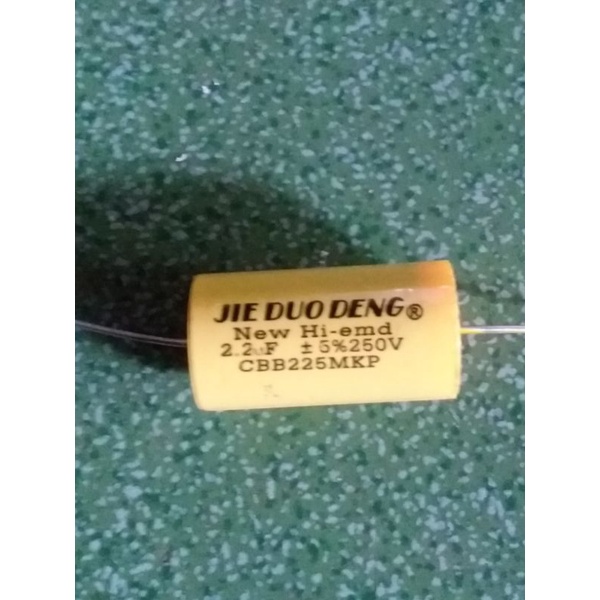 JIE DUO DENG®
New Hi-emd
2.2uF ±5%250V
CBB225MKP